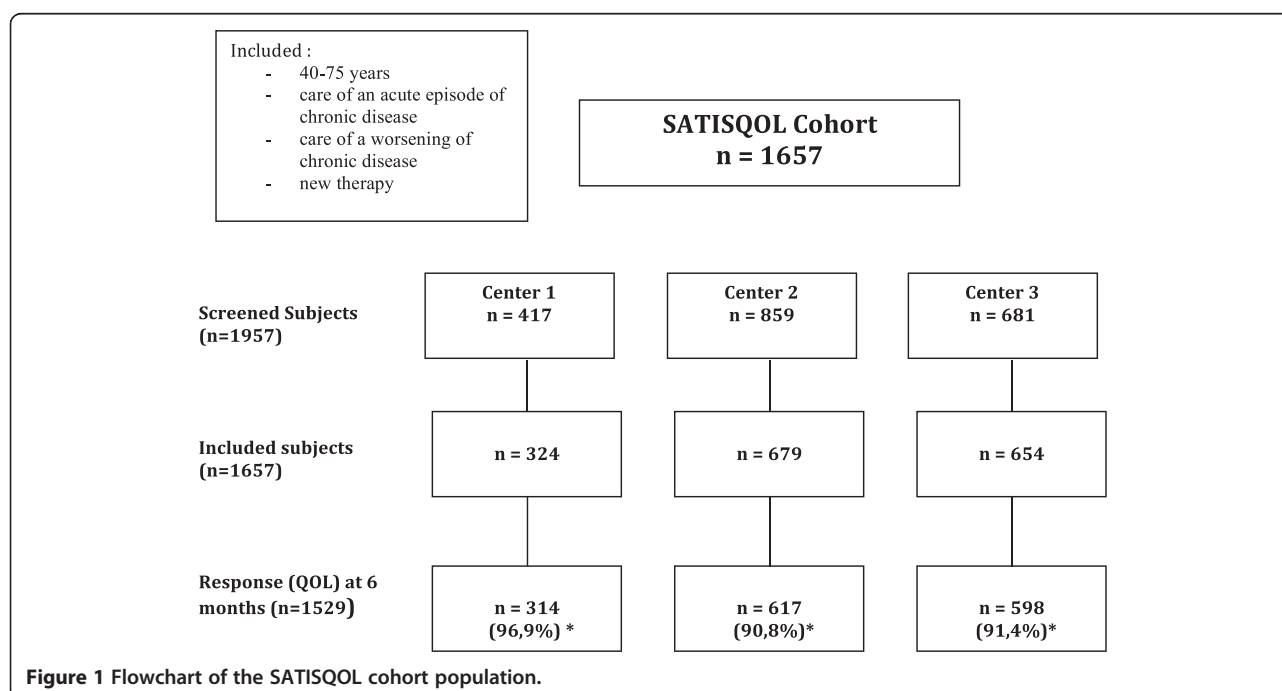 Included :
- 40-75 years
- care of an acute episode of
chronic disease
- care of a worsening of
chronic disease
- new therapy
SATISQOL Cohort
n = 1657
Screened Subjects
(n=1957)
Center 1
n = 417
Center 2
n = 859
Center 3
n = 681
Included subjects
(n=1657)
n = 324
n = 679
n = 654
Response (QOL) at 6
months (n=1529)
n = 314
(96,9%) *
n = 617
(90,8%)*
n = 598
(91,4%)*
Figure 1 Flowchart of the SATISQOL cohort population.